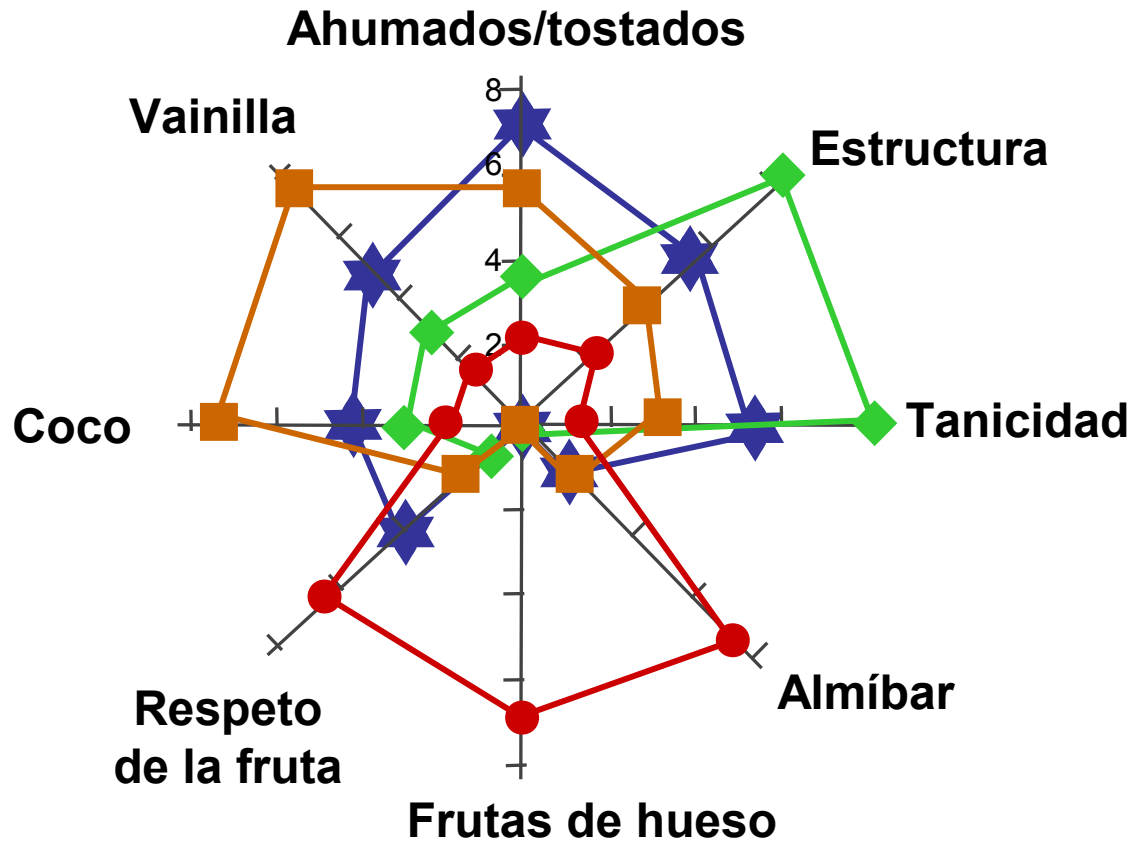 Ahumados/tostados
Vainilla
Estructura
8
6
4
2
Coco
Tanicidad
Almíbar
Respeto
de la fruta
Frutas de hueso